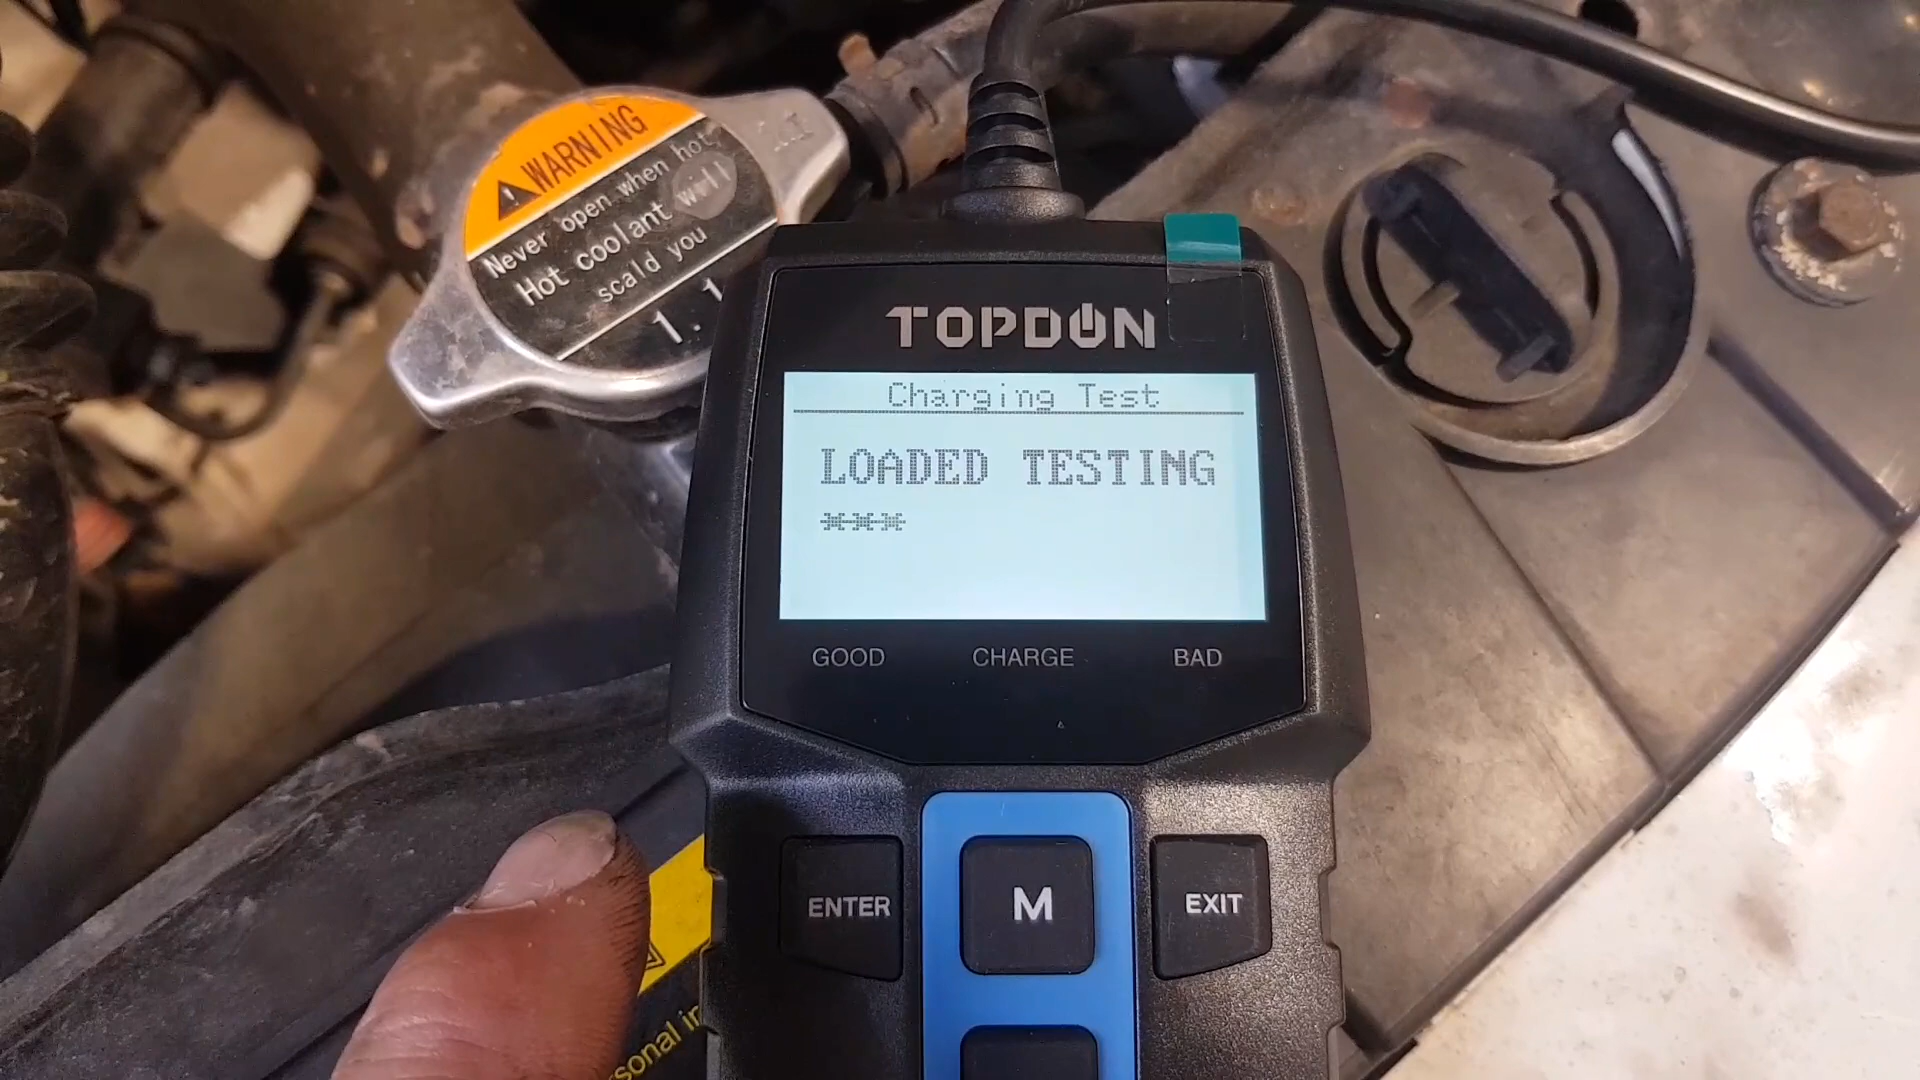 WARNING
Never open when hot.
Hot coolant will
scald you
1.1
TOPDON
Charging Test
LOADED TESTING
***
GOOD CHARGE BAD
ENTER M EXIT